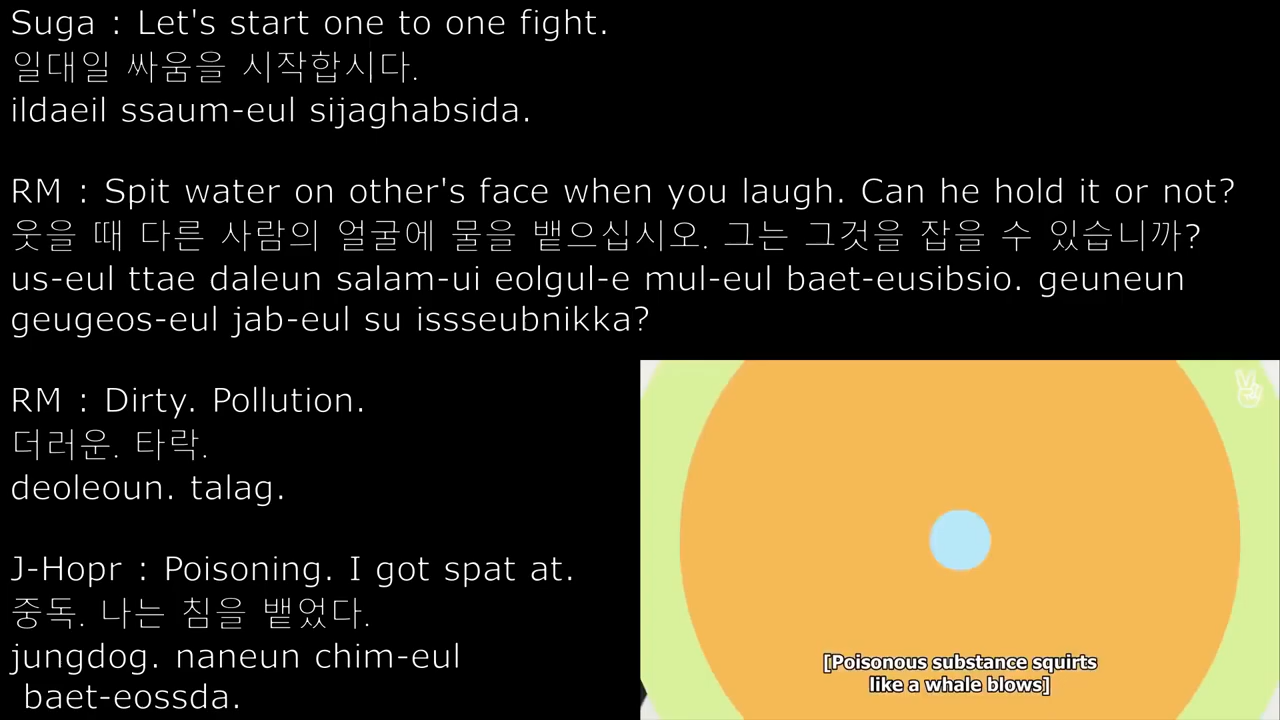 Suga : Let's start one to one fight.
일대일 싸움을 시작합시다.
ildaeil ssaum-eul sijaghabsida.
RM : Spit water on other's face when you laugh. Can he hold it or not?
웃을 때 다른 사람의 얼굴에 물을 뱉으십시오. 그는 그것을 잡을 수 있습니까?
us-eul ttae daleun salam-ui eolgul-e mul-eul baet-eusibsio. geuneun
geugeos-eul jab-eul su issseubnikka?
RM : Dirty. Pollution.
더러운. 타락.
deoleoun. talag.
J-Hopr : Poisoning. I got spat at.
중독. 나는 침을 뱉었다.
jungdog. naneun chim-eul
baet-eossda.
[Poisonous substance squirts
like a whale blows]